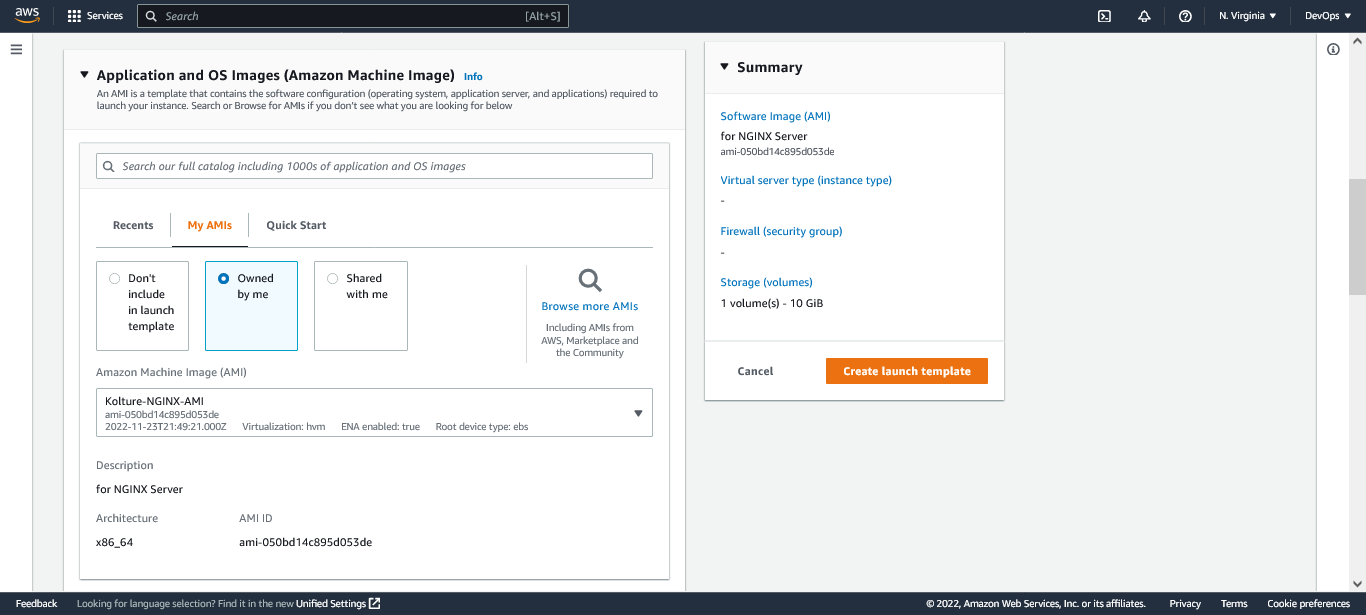 aws
Services
Search
[Alt+S]
N. Virginia
DevOps
Application and OS Images (Amazon Machine Image)
Info
An AMI is a template that contains the software configuration (operating system, application server, and applications) required to
launch your instance. Search or Browse for AMIs if you don't see what you are looking for below
Search our full catalog including 1000s of application and OS images
Recents
My AMIs
Quick Start
Don't
include
in launch
template
Owned
by me
Shared
with me
Browse more AMIs
Including AMIs from
AWS, Marketplace and
the Community
Amazon Machine Image (AMI)
Kolture-NGINX-AMI
ami-050bd14c895d053de
2022-11-23T21:49:21.000Z Virtualization: hvm ENA enabled: true Root device type: ebs
Description
for NGINX Server
Architecture
AMI ID
x86_64
ami-050bd14c895d053de
Summary
Software Image (AMI)
for NGINX Server
ami-050bd14c895d053de
Virtual server type (instance type)
-
Firewall (security group)
-
Storage (volumes)
1 volume(s) - 10 GiB
Cancel
Create launch template
Feedback
Looking for language selection? Find it in the new Unified Settings
© 2022, Amazon Web Services, Inc. or its affiliates.
Privacy
Terms
Cookie preferences